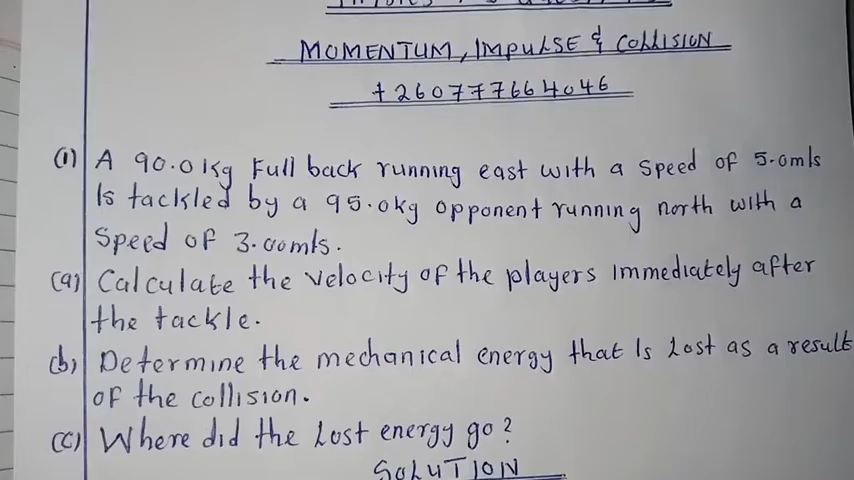 MOMENTUM, IMPULSE & COLLISION
+260777664046
(1) A 90.0kg Full back running east with a speed of 5.0m/s
Is tackled by a 95.0kg opponent running north with a
Speed of 3.00m/s.
(a) Calculate the velocity of the players immediately after
the tackle.
(b) Determine the mechanical energy that Is Lost as a result
of the collision.
(c) Where did the Lost energy go?
SOLUTION